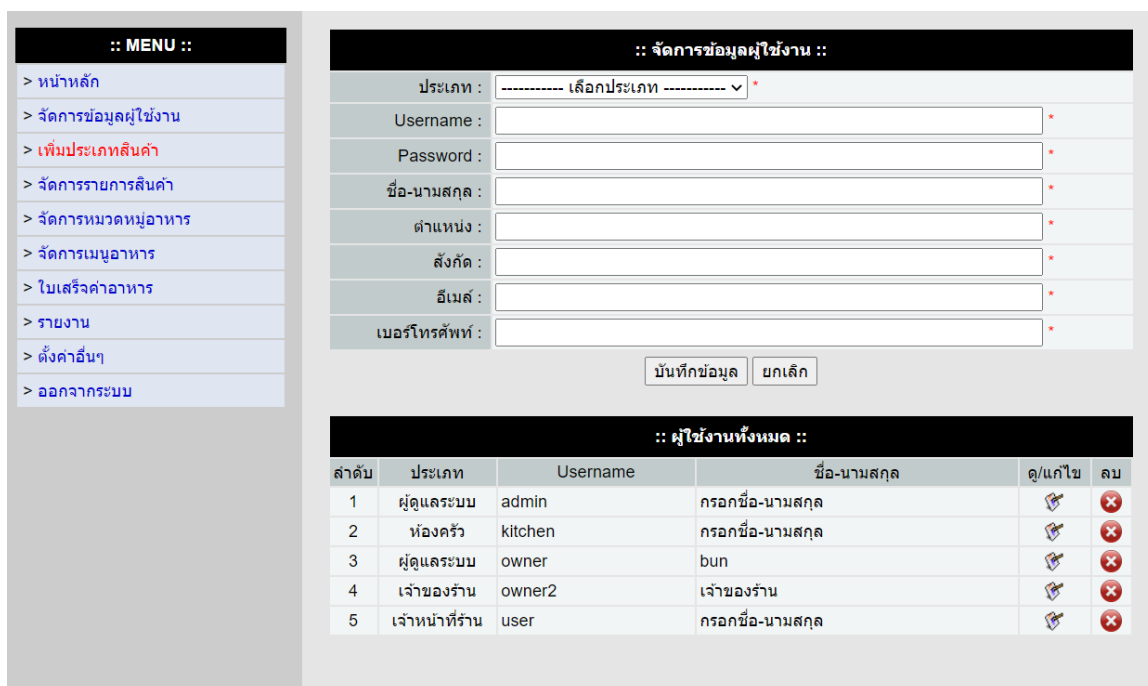 :: MENU ::
> หน้าหลัก
> จัดการข้อมูลผู้ใช้งาน
> เพิ่มประเภทสินค้า
> จัดการรายการสินค้า
> จัดการหมวดหมู่อาหาร
> จัดการเมนูอาหาร
> ใบเสร็จค่าอาหาร
> รายงาน
> ตั้งค่าอื่นๆ
> ออกจากระบบ
:: จัดการข้อมูลผู้ใช้งาน ::
ประเภท : ----------- เลือกประเภท ----------- *
Username : *
Password : *
ชื่อ-นามสกุล : *
ตำแหน่ง : *
สังกัด : *
อีเมล์ : *
เบอร์โทรศัพท์ : *
บันทึกข้อมูล ยกเลิก
:: ผู้ใช้งานทั้งหมด ::
ลำดับ ประเภท Username ชื่อ-นามสกุล ดู/แก้ไข ลบ
1 ผู้ดูแลระบบ admin กรอกชื่อ-นามสกุล
2 ห้องครัว kitchen กรอกชื่อ-นามสกุล
3 ผู้ดูแลระบบ owner bun
4 เจ้าของร้าน owner2 เจ้าของร้าน
5 เจ้าหน้าที่ร้าน user กรอกชื่อ-นามสกุล